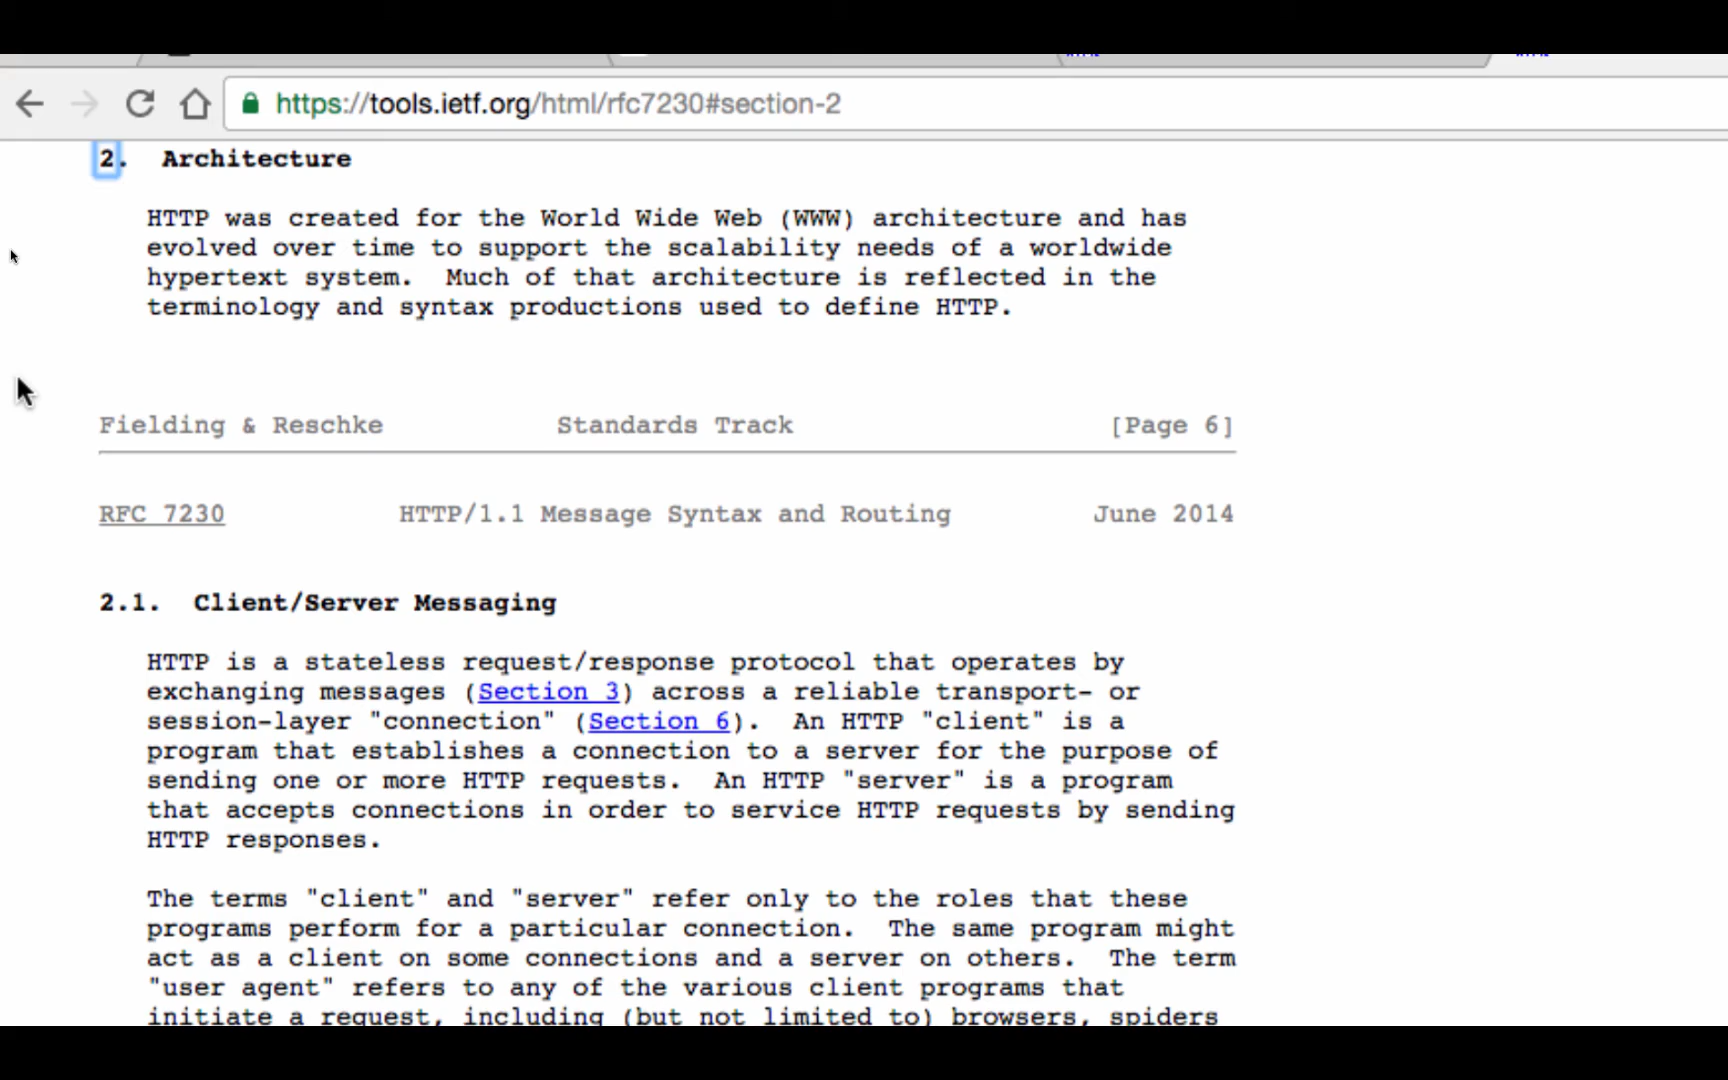 https://tools.ietf.org/html/rfc7230#section-2
2. Architecture
HTTP was created for the World Wide Web (WWW) architecture and has
evolved over time to support the scalability needs of a worldwide
hypertext system. Much of that architecture is reflected in the
terminology and syntax productions used to define HTTP.
Fielding & Reschke Standards Track [Page 6]
RFC 7230 HTTP/1.1 Message Syntax and Routing June 2014
2.1. Client/Server Messaging
HTTP is a stateless request/response protocol that operates by
exchanging messages (Section 3) across a reliable transport- or
session-layer "connection" (Section 6). An HTTP "client" is a
program that establishes a connection to a server for the purpose of
sending one or more HTTP requests. An HTTP "server" is a program
that accepts connections in order to service HTTP requests by sending
HTTP responses.
The terms "client" and "server" refer only to the roles that these
programs perform for a particular connection. The same program might
act as a client on some connections and a server on others. The term
"user agent" refers to any of the various client programs that
initiate a request, including (but not limited to) browsers, spiders